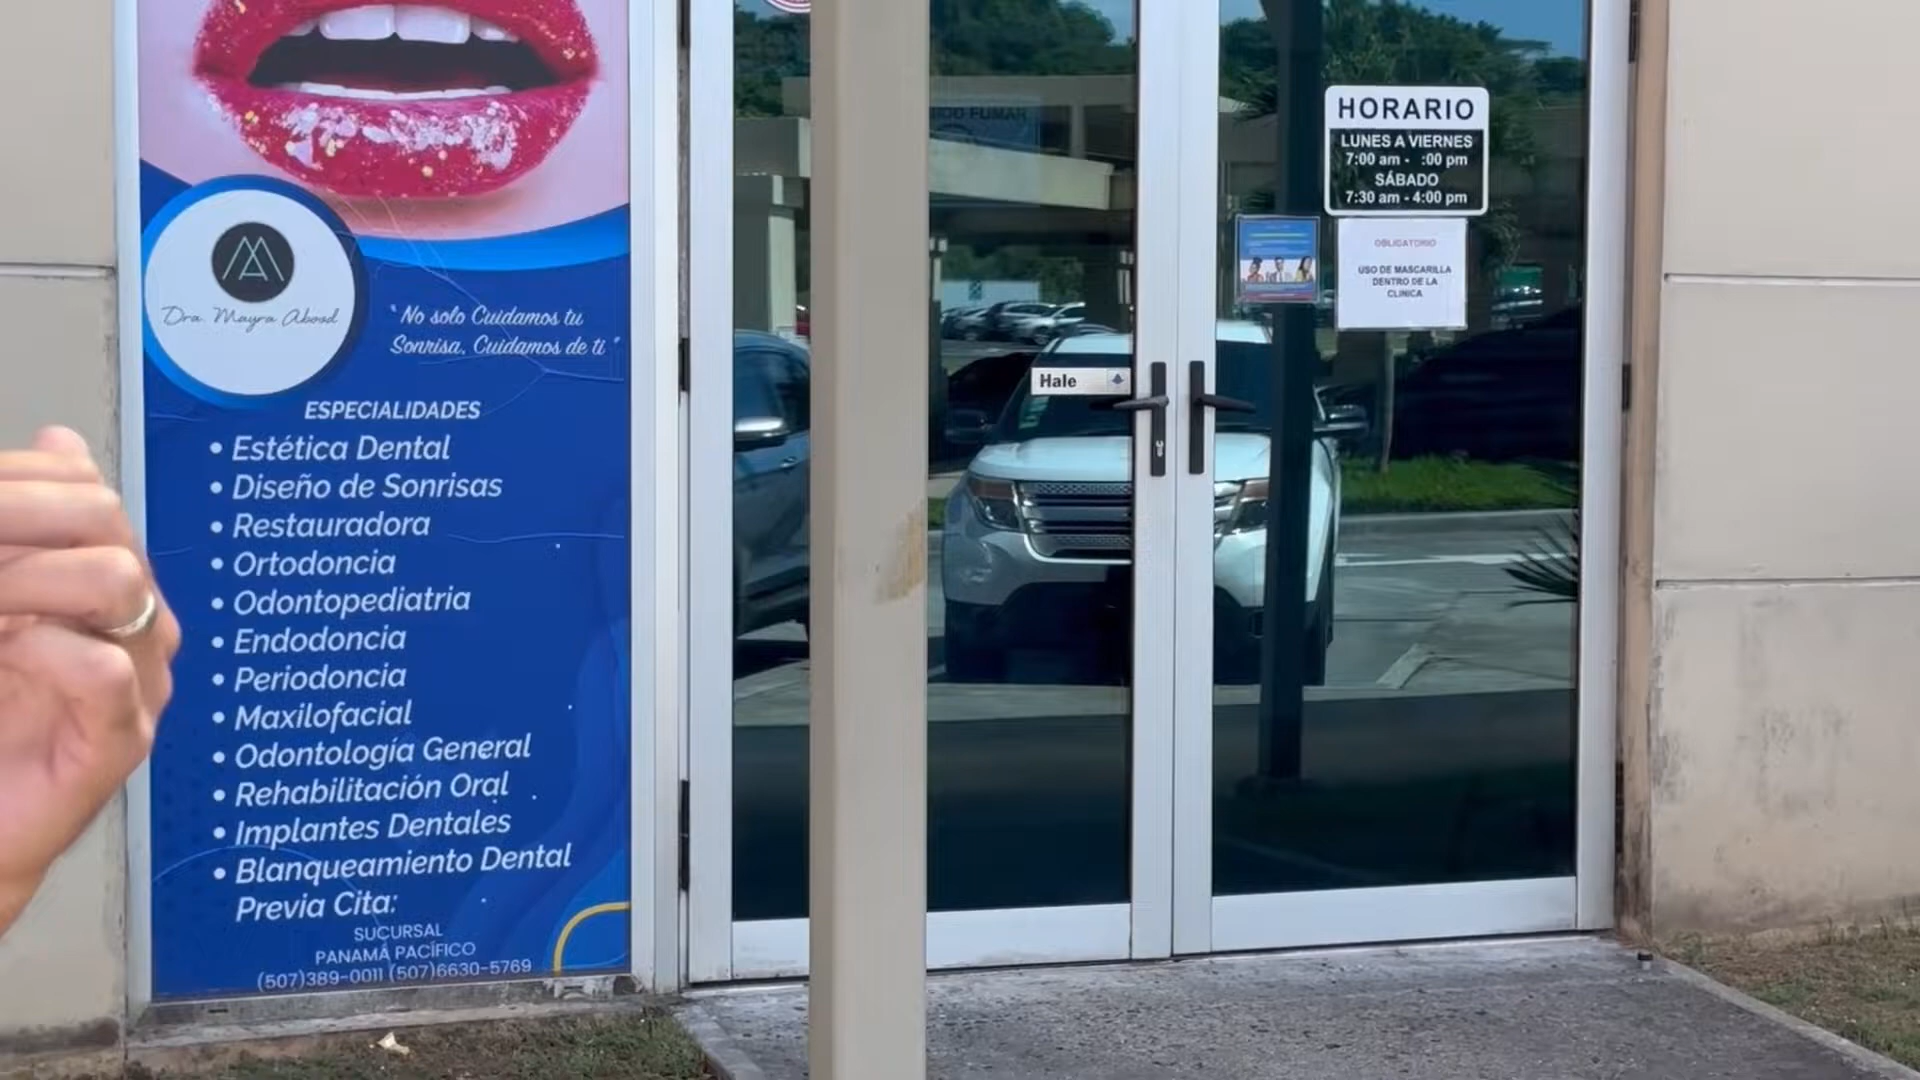 Dra. Mayra Abood
"No solo Cuidamos tu
Sonrisa, Cuidamos de ti"
ESPECIALIDADES
• Estética Dental
• Diseño de Sonrisas
• Restauradora
• Ortodoncia
• Odontopediatria
• Endodoncia
• Periodoncia
• Maxilofacial
• Odontología General
• Rehabilitación Oral
• Implantes Dentales
• Blanqueamiento Dental
Previa Cita:
SUCURSAL
PANAMÁ PACÍFICO
(507)389-0011 (507)6630-5769
FUMAR
Hale
HORARIO
LUNES A VIERNES
7:00 am - :00 pm
SÁBADO
7:30 am - 4:00 pm
OBLIGATORIO
USO DE MASCARILLA
DENTRO DE LA
CLINICA